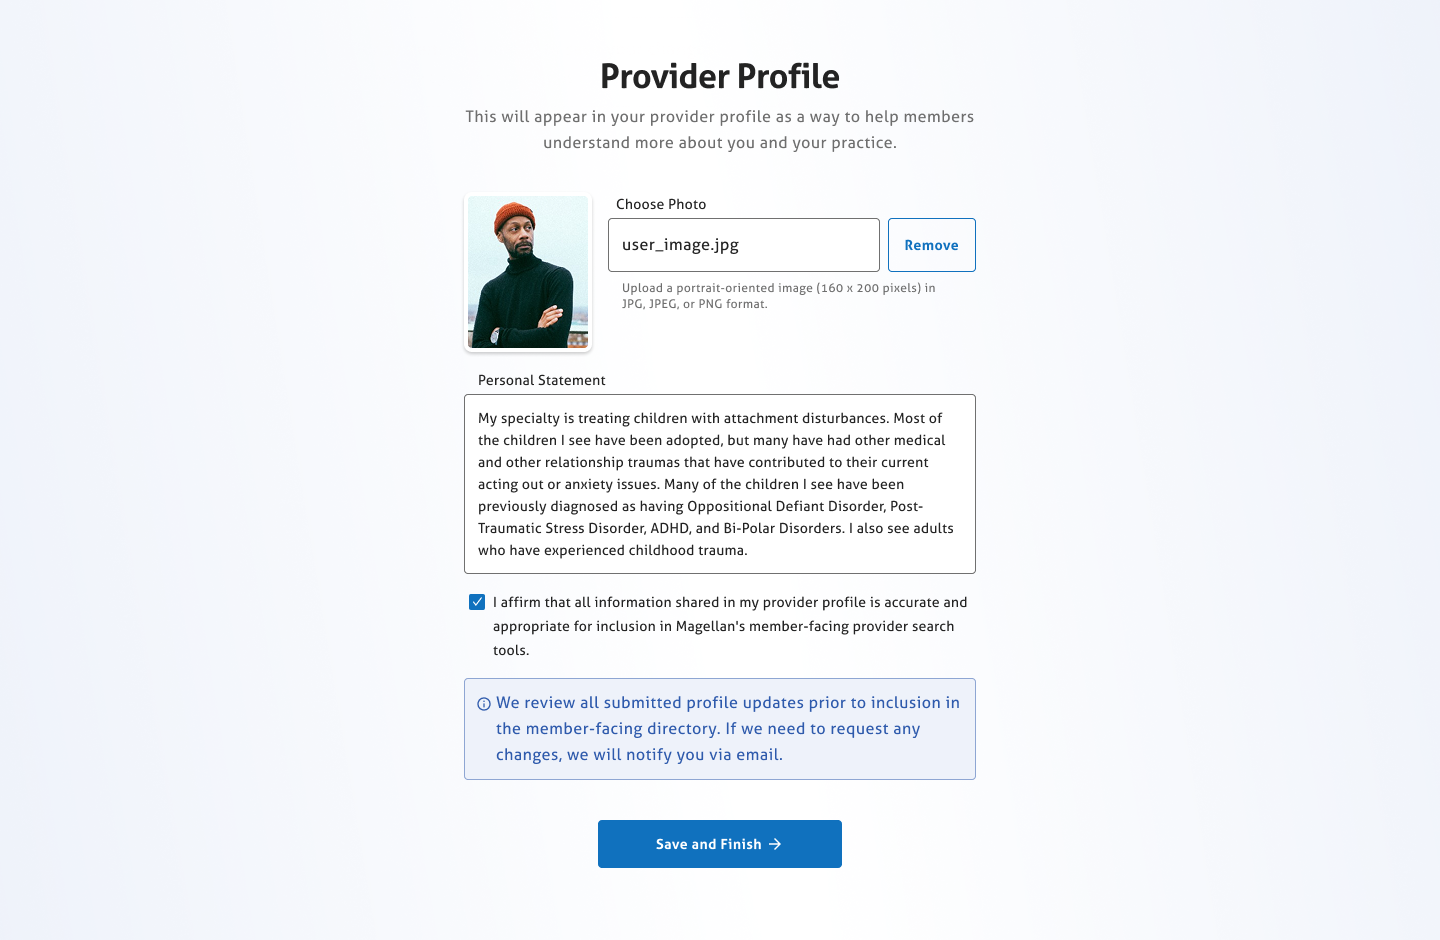 Provider Profile
This will appear in your provider profile as a way to help members
understand more about you and your practice.
Choose Photo
user_image.jpg
Remove
Upload a portrait-oriented image (160 x 200 pixels) in
JPG, JPEG, or PNG format.
Personal Statement
My specialty is treating children with attachment disturbances. Most of
the children I see have been adopted, but many have had other medical
and other relationship traumas that have contributed to their current
acting out or anxiety issues. Many of the children I see have been
previously diagnosed as having Oppositional Defiant Disorder, Post-
Traumatic Stress Disorder, ADHD, and Bi-Polar Disorders. I also see adults
who have experienced childhood trauma.
I affirm that all information shared in my provider profile is accurate and
appropriate for inclusion in Magellan's member-facing provider search
tools.
We review all submitted profile updates prior to inclusion in
the member-facing directory. If we need to request any
changes, we will notify you via email.
Save and Finish →